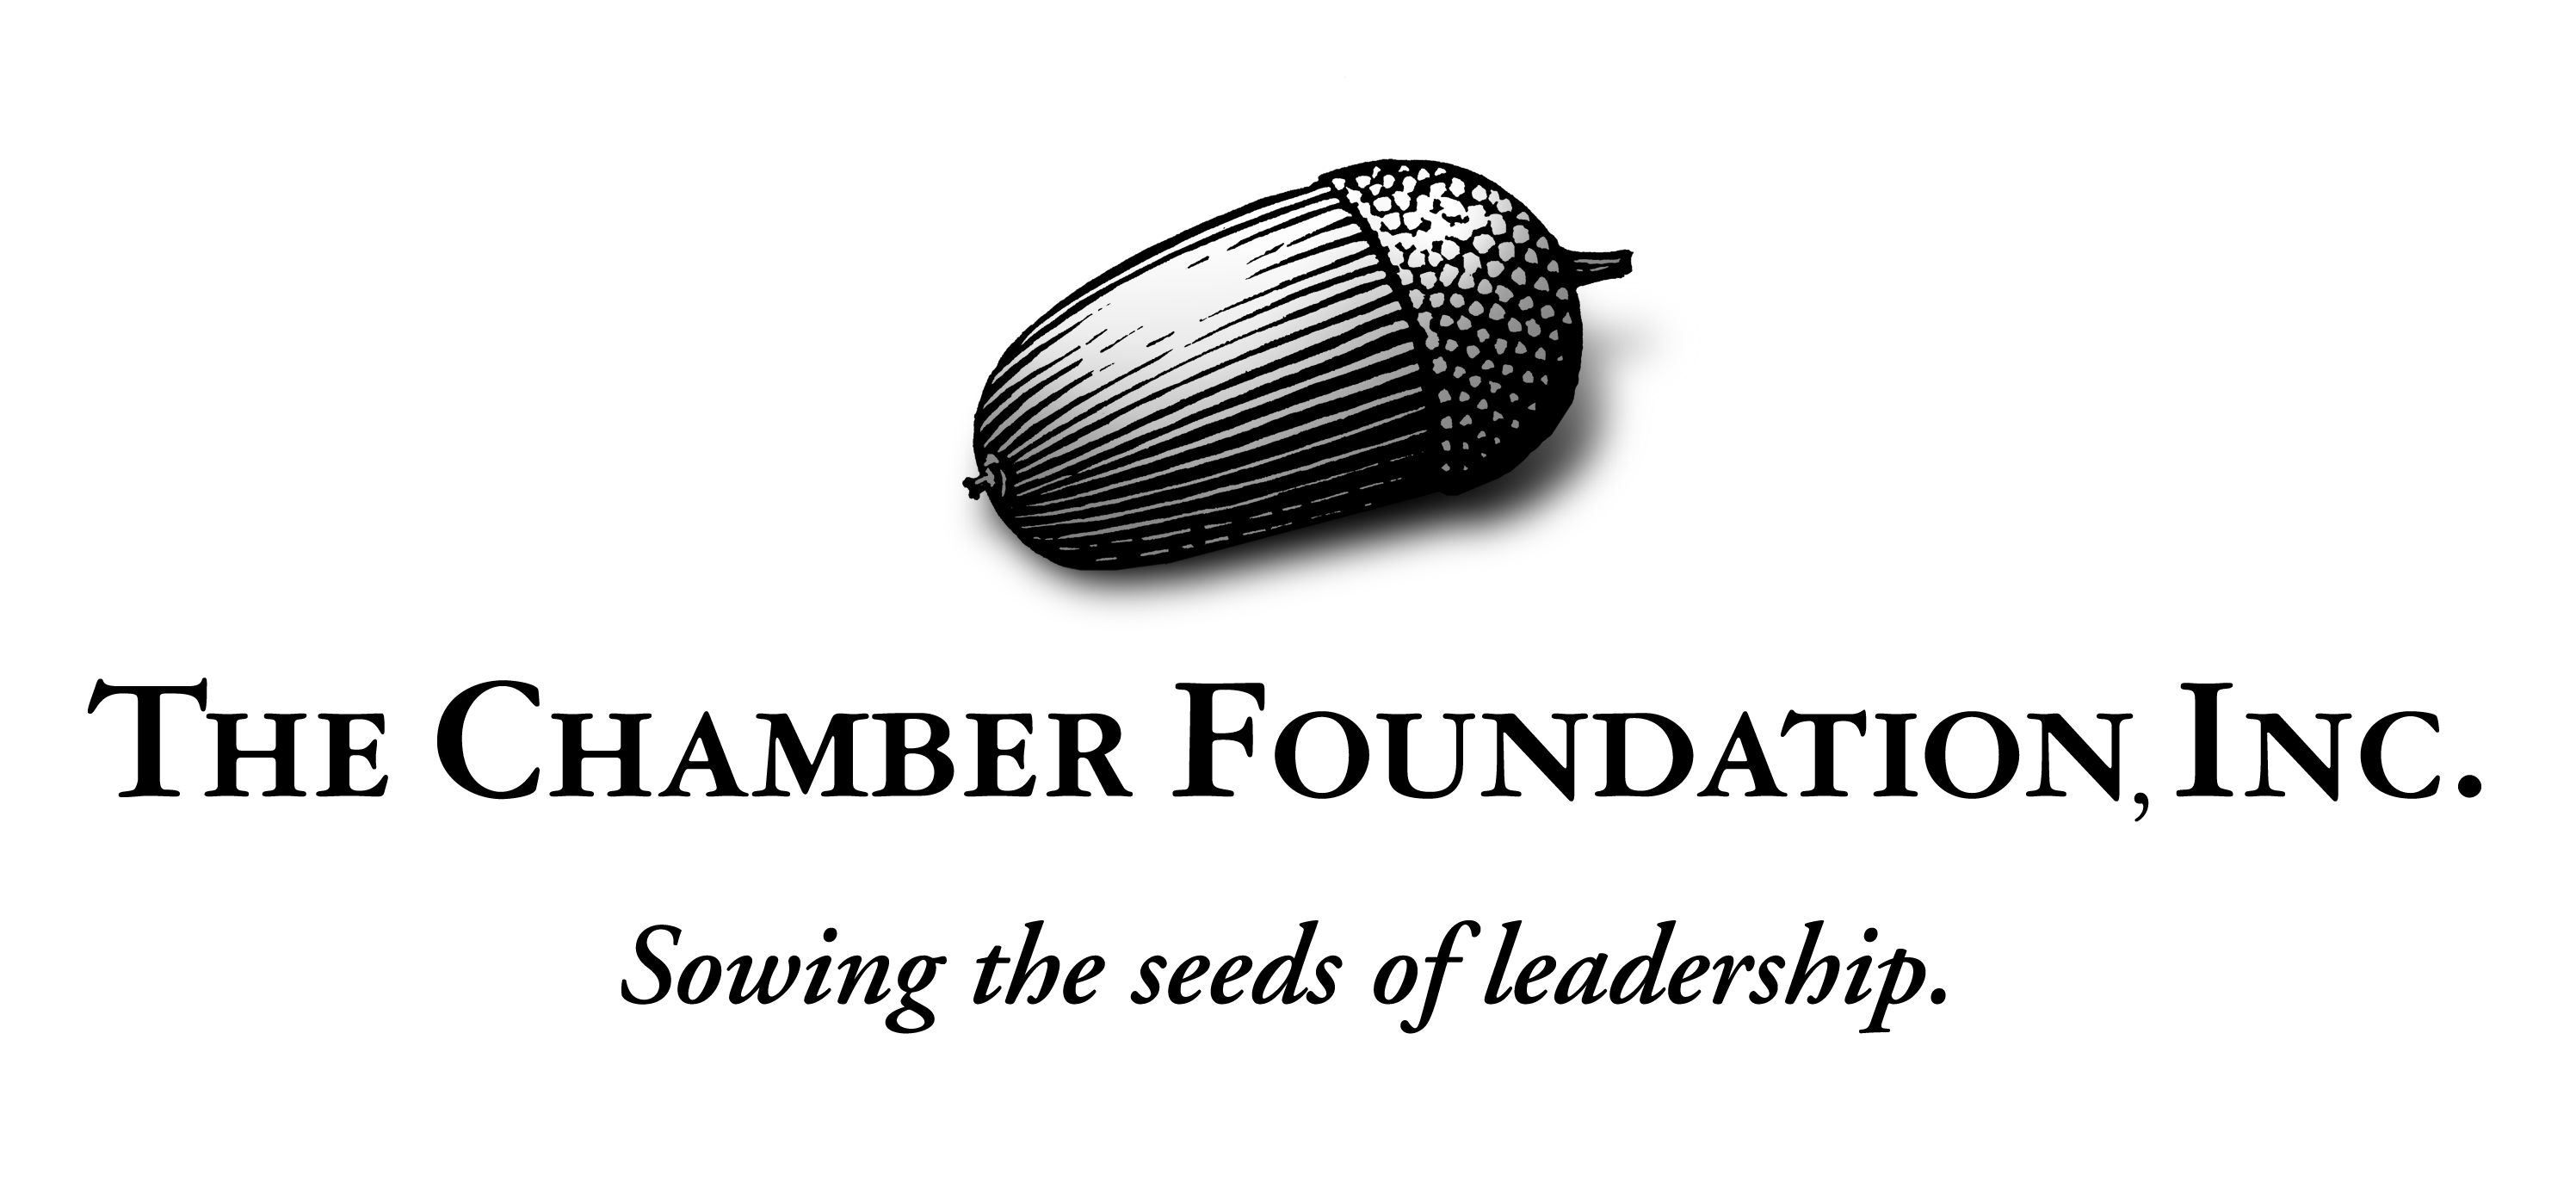 The Chamber Foundation, Inc.
Sowing the seeds of leadership.